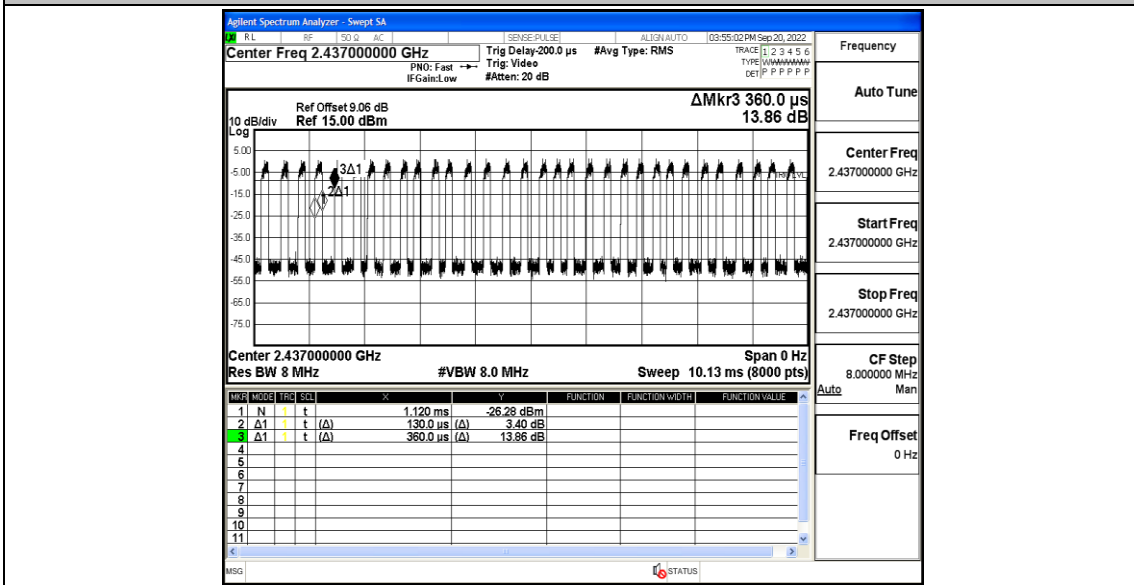 Agilent Spectrum Analyzer - Swept SA
RL RF 50 Ω AC SENSE:PULSE ALIGN AUTO 03:55:02 PM Sep 20, 2022
Center Freq 2.437000000 GHz
PNO: Fast
IFGain:Low
Trig Delay-200.0 µs
Trig: Video
#Atten: 20 dB
#Avg Type: RMS
TRACE 1 2 3 4 5 6
TYPE
DET P P P P P P
ΔMkr3 360.0 µs
13.86 dB
Ref Offset 9.06 dB
Ref 15.00 dBm
10 dB/div
Log
5.00
-5.00
-15.0
-25.0
-35.0
-45.0
-55.0
-65.0
-75.0
3Δ1
2Δ1
Center 2.437000000 GHz Span 0 Hz
Res BW 8 MHz #VBW 8.0 MHz Sweep 10.13 ms (8000 pts)
MKR MODE TRC SCL X Y FUNCTION FUNCTION WIDTH FUNCTION VALUE
1 N 1 t 1.120 ms -26.28 dBm
2 Δ1 1 t (Δ) 130.0 µs (Δ) 3.40 dB
3 Δ1 1 t (Δ) 360.0 µs (Δ) 13.86 dB
4
5
6
7
8
9
10
11
MSG STATUS
Frequency
Auto Tune
Center Freq
2.437000000 GHz
Start Freq
2.437000000 GHz
Stop Freq
2.437000000 GHz
CF Step
8.000000 MHz
Auto Man
Freq Offset
0 Hz